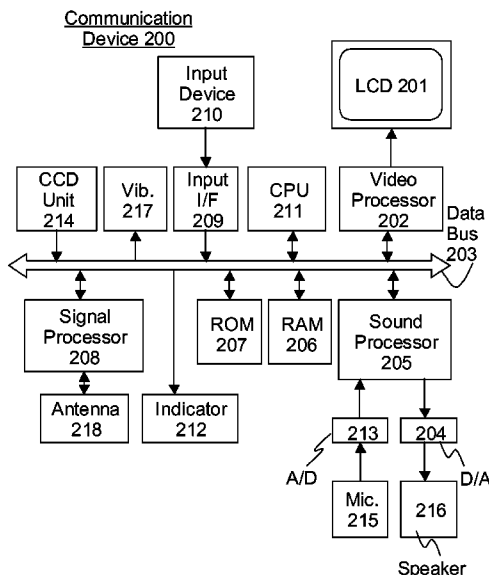 Communication
Device 200
Input
Device
210
LCD 201
CCD
Unit
214
Vib.
217
Input
I/F
209
CPU
211
Video
Processor
202
Data
Bus
203
Signal
Processor
208
ROM
207
RAM
206
Sound
Processor
205
Antenna
218
Indicator
212
213
204
A/D
D/A
Mic.
215
216
Speaker